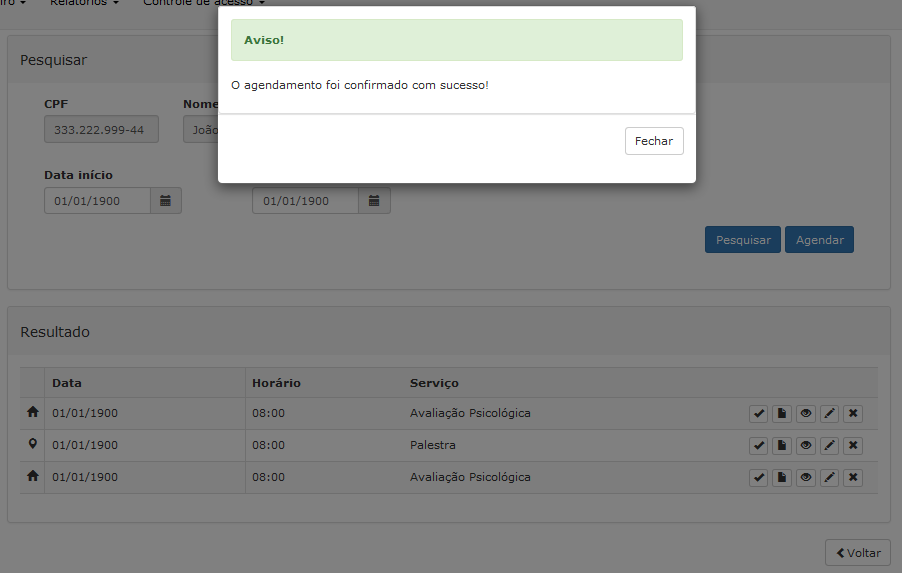 Relatórios
Controle de acesso
Aviso!
O agendamento foi confirmado com sucesso!
Fechar
Pesquisar
CPF
Nome
333.222.999-44
João
Data início
01/01/1900
01/01/1900
Pesquisar
Agendar
Resultado
Data Horário Serviço
01/01/1900 08:00 Avaliação Psicológica
01/01/1900 08:00 Palestra
01/01/1900 08:00 Avaliação Psicológica
Voltar